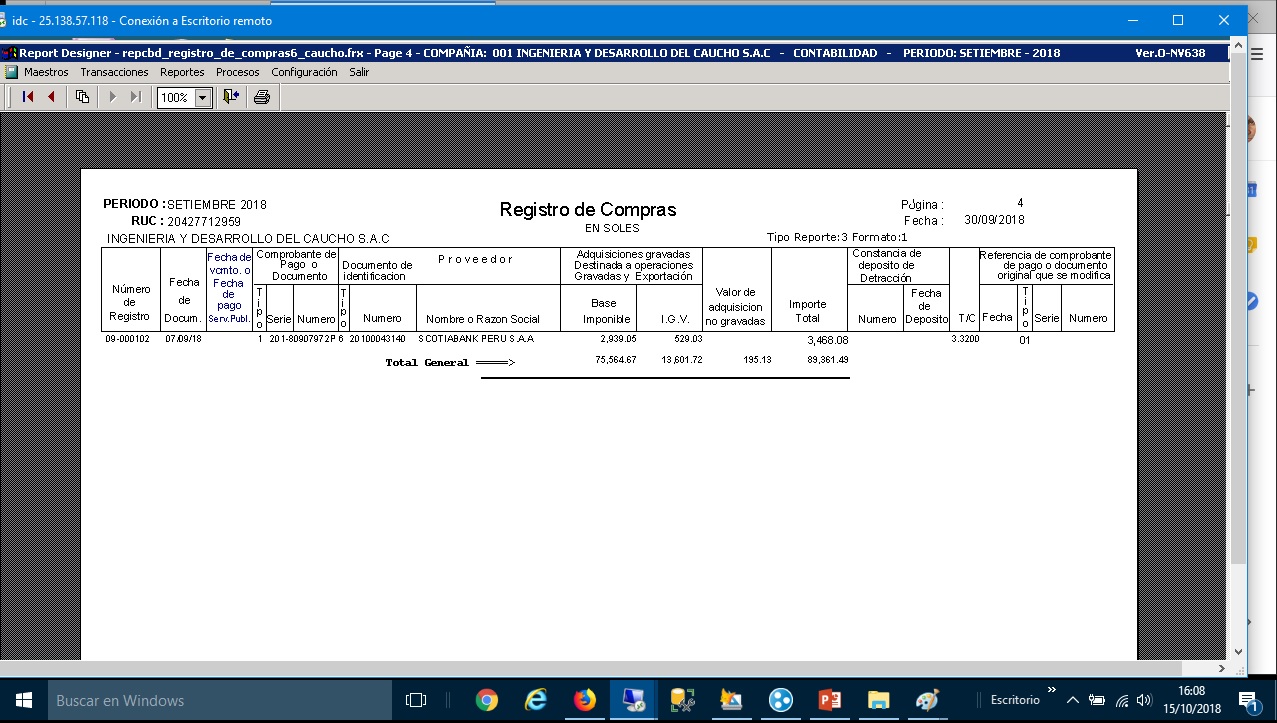 idc - 25.138.57.118 - Conexión a Escritorio remoto
Report Designer - repcbd_registro_de_compras6_caucho.frx - Page 4 - COMPAÑIA: 001 INGENIERIA Y DESARROLLO DEL CAUCHO S.A.C - CONTABILIDAD - PERIODO: SETIEMBRE - 2018 Ver.O-NV638
Maestros Transacciones Reportes Procesos Configuración Salir
100%
PERIODO : SETIEMBRE 2018 Página : 4
Registro de Compras
RUC : 20427712959 Fecha : 30/09/2018
EN SOLES
INGENIERIA Y DESARROLLO DEL CAUCHO S.A.C Tipo Reporte:3 Formato:1
Número de Registro
Fecha de Docum.
Fecha de vcmto. o Fecha de pago Serv.Publ.
Comprobante de Pago o Documento
Tipo Serie Numero
Documento de identificacion
Proveedor
Tipo Numero Nombre o Razon Social
Adquisiciones gravadas Destinada a operaciones Gravadas y Exportación
Base Imponible I.G.V.
Valor de adquisicion no gravadas
Importe Total
Constancia de deposito de Detracción
Numero Fecha de Deposito
T/C
Referencia de comprobante de pago o documento original que se modifica
Fecha Tipo Serie Numero
09-000102 07/09/18 1 201-80907972P 6 20100043140 SCOTIABANK PERU S.A.A 2,939.05 529.03 3,468.08 3.3200 01
Total General ====> 75,564.67 13,601.72 195.13 89,361.49
Buscar en Windows
Escritorio
16:08
15/10/2018
1